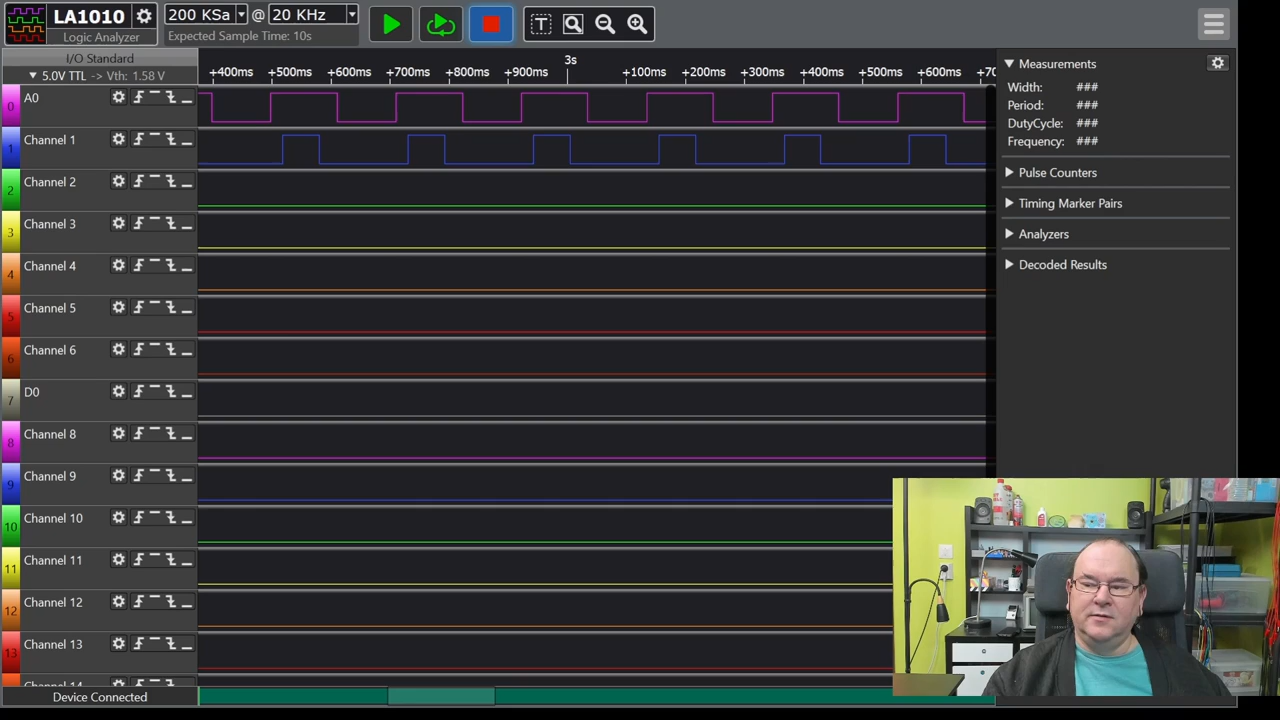 LA1010
Logic Analyzer
200 KSa
@
20 KHz
Expected Sample Time: 10s
T
I/O Standard
5.0V TTL -> Vth: 1.58 V
+400ms +500ms +600ms +700ms +800ms +900ms 3s +100ms +200ms +300ms +400ms +500ms +600ms +70
0 A0
1 Channel 1
2 Channel 2
3 Channel 3
4 Channel 4
5 Channel 5
6 Channel 6
7 D0
8 Channel 8
9 Channel 9
10 Channel 10
11 Channel 11
12 Channel 12
13 Channel 13
Channel 14
Device Connected
Measurements
Width: ###
Period: ###
DutyCycle: ###
Frequency: ###
Pulse Counters
Timing Marker Pairs
Analyzers
Decoded Results